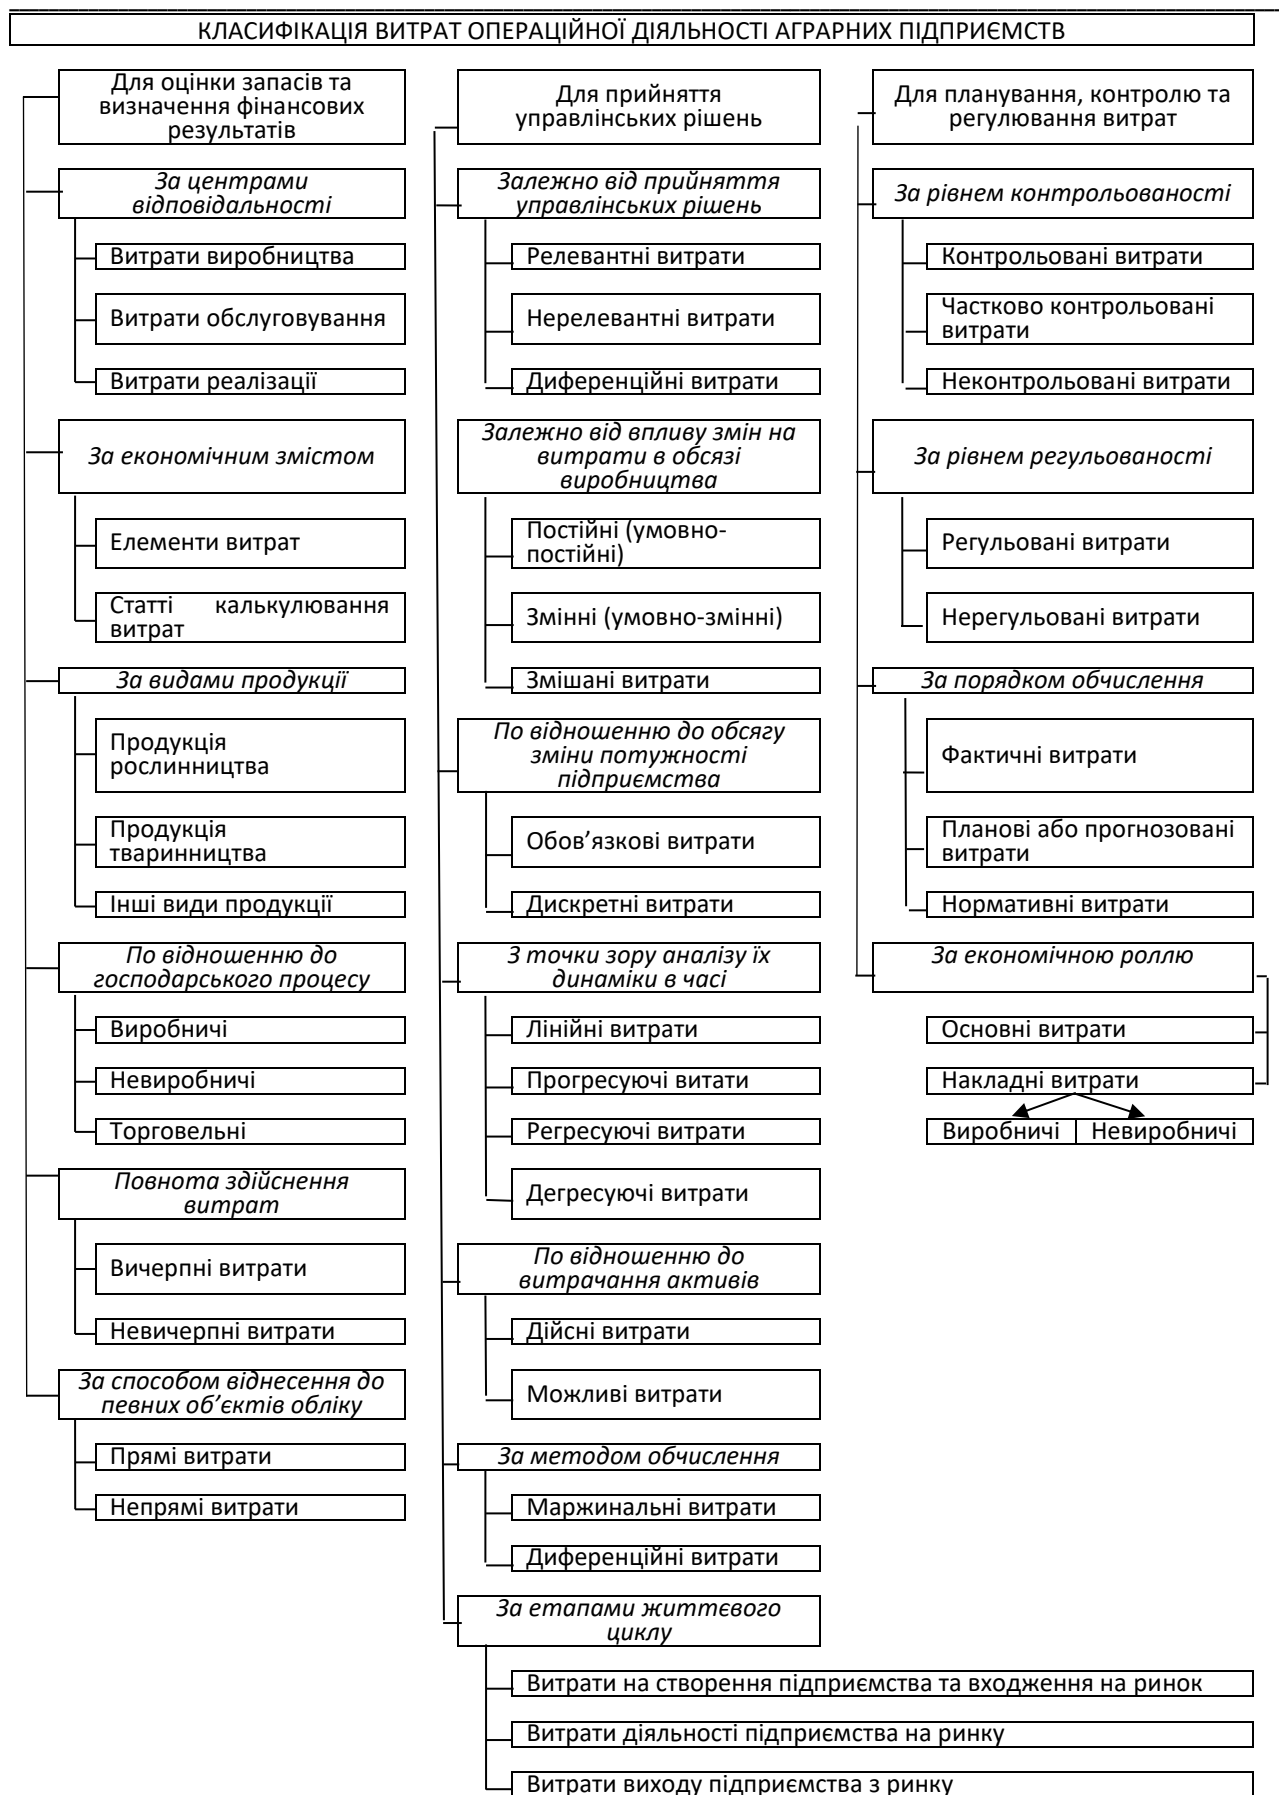 КЛАСИФІКАЦІЯ ВИТРАТ ОПЕРАЦІЙНОЇ ДІЯЛЬНОСТІ АГРАРНИХ ПІДПРИЄМСТВ
Для оцінки запасів та
визначення фінансових
результатів
За центрами
відповідальності
Витрати виробництва
Витрати обслуговування
Витрати реалізації
За економічним змістом
Елементи витрат
Статті калькулювання
витрат
За видами продукції
Продукція
рослинництва
Продукція
тваринництва
Інші види продукції
По відношенню до
господарського процесу
Виробничі
Невиробничі
Торговельні
Повнота здійснення
витрат
Вичерпні витрати
Невичерпні витрати
За способом віднесення до
певних об’єктів обліку
Прямі витрати
Непрямі витрати
Для прийняття
управлінських рішень
Залежно від прийняття
управлінських рішень
Релевантні витрати
Нерелевантні витрати
Диференційні витрати
Залежно від впливу змін на
витрати в обсязі
виробництва
Постійні (умовно-
постійні)
Змінні (умовно-змінні)
Змішані витрати
По відношенню до обсягу
зміни потужності
підприємства
Обов’язкові витрати
Дискретні витрати
З точки зору аналізу їх
динаміки в часі
Лінійні витрати
Прогресуючі витати
Регресуючі витрати
Дегресуючі витрати
По відношенню до
витрачання активів
Дійсні витрати
Можливі витрати
За методом обчислення
Маржинальні витрати
Диференційні витрати
За етапами життєвого
циклу
Витрати на створення підприємства та входження на ринок
Витрати діяльності підприємства на ринку
Витрати виходу підприємства з ринку
Для планування, контролю та
регулювання витрат
За рівнем контрольованості
Контрольовані витрати
Частково контрольовані
витрати
Неконтрольовані витрати
За рівнем регульованості
Регульовані витрати
Нерегульовані витрати
За порядком обчислення
Фактичні витрати
Планові або прогнозовані
витрати
Нормативні витрати
За економічною роллю
Основні витрати
Накладні витрати
Виробничі Невиробничі